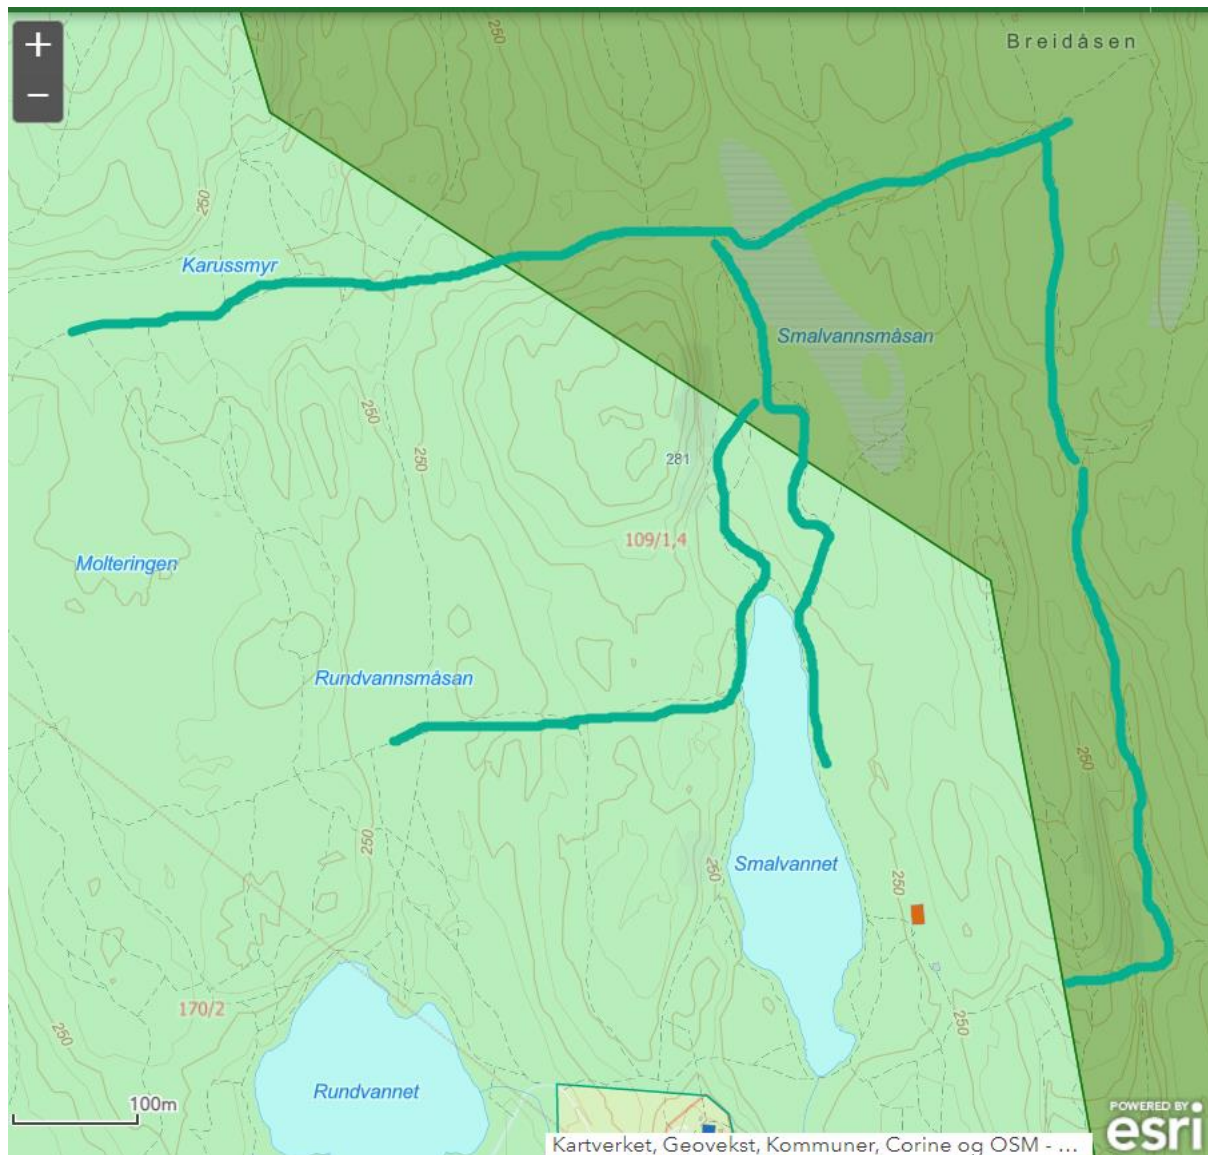 +
−
250
Breidåsen
250
Karussmyr
Smalvannsmåsan
250
250
281
109/1,4
Molteringen
Rundvannsmåsan
250
250
250
Smalvannet
250
170/2
250
250
Rundvannet
100m
POWERED BY
esri
Kartverket, Geovekst, Kommuner, Corine og OSM - ...